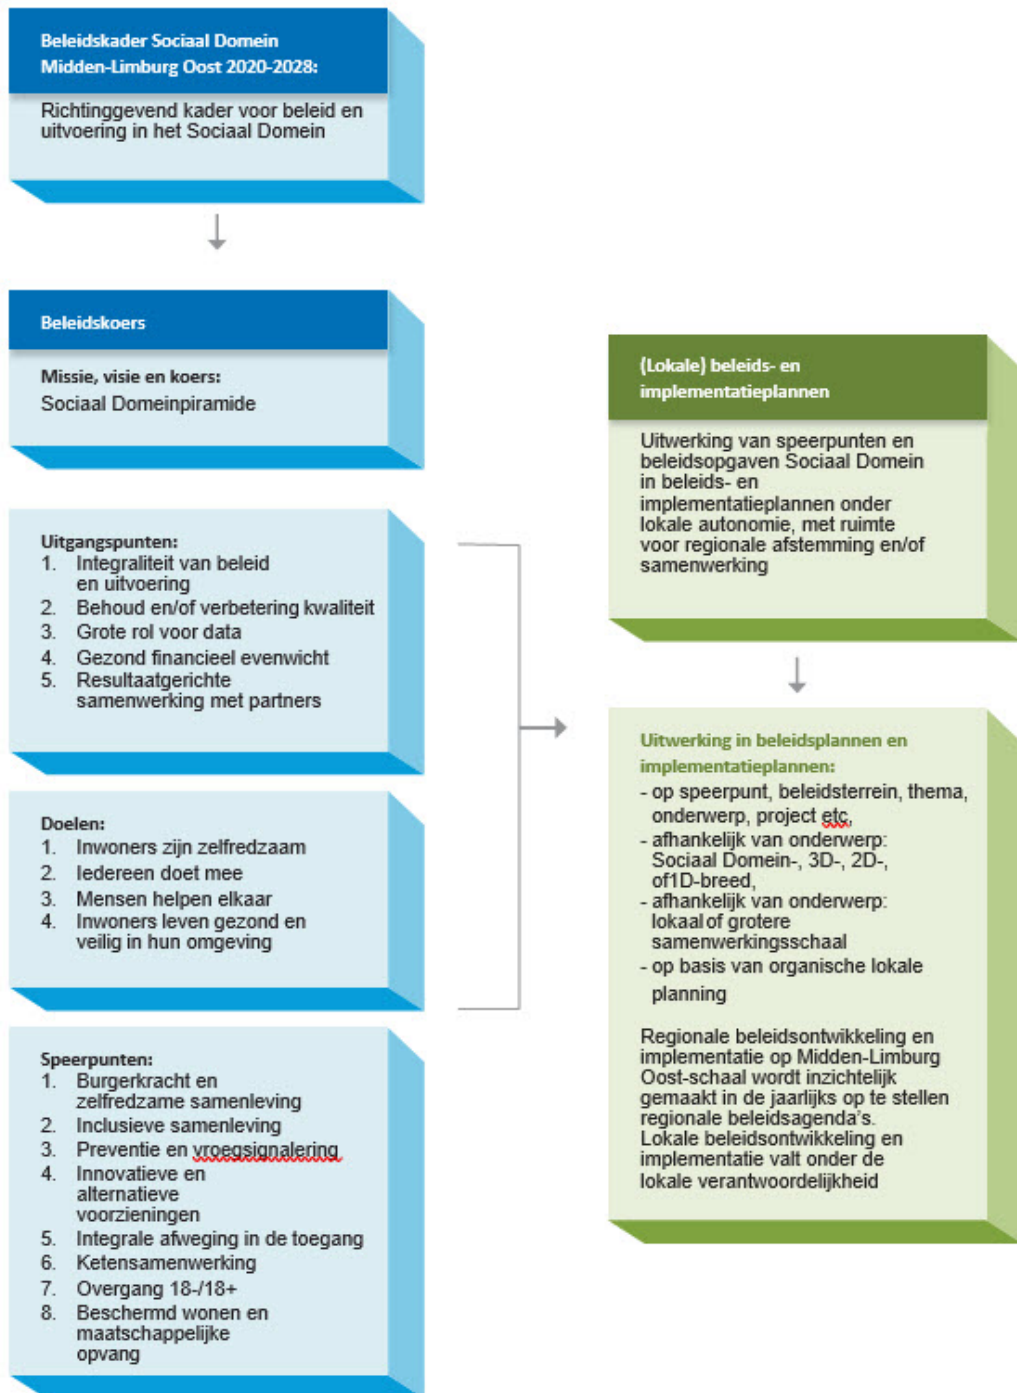 Beleidskader Sociaal Domein
Midden-Limburg Oost 2020-2028:
Richtinggevend kader voor beleid en
uitvoering in het Sociaal Domein
Beleidskoers
Missie, visie en koers:
Sociaal Domeinpiramide
Uitgangspunten:
1. Integraliteit van beleid
en uitvoering
2. Behoud en/of verbetering kwaliteit
3. Grote rol voor data
4. Gezond financieel evenwicht
5. Resultaatgerichte
samenwerking met partners
Doelen:
1. Inwoners zijn zelfredzaam
2. Iedereen doet mee
3. Mensen helpen elkaar
4. Inwoners leven gezond en
veilig in hun omgeving
Speerpunten:
1. Burgerkracht en
zelfredzame samenleving
2. Inclusieve samenleving
3. Preventie en vroegsignalering
4. Innovatieve en
alternatieve
voorzieningen
5. Integrale afweging in de toegang
6. Ketensamenwerking
7. Overgang 18-/18+
8. Beschermd wonen en
maatschappelijke
opvang
(Lokale) beleids- en
implementatieplannen
Uitwerking van speerpunten en
beleidsopgaven Sociaal Domein
in beleids- en
implementatieplannen onder
lokale autonomie, met ruimte
voor regionale afstemming en/of
samenwerking
Uitwerking in beleidsplannen en
implementatieplannen:
- op speerpunt, beleidsterrein, thema,
onderwerp, project etc,
- afhankelijk van onderwerp:
Sociaal Domein-, 3D-, 2D-,
of1D-breed,
- afhankelijk van onderwerp:
lokaal of grotere
samenwerkingsschaal
- op basis van organische lokale
planning
Regionale beleidsontwikkeling en
implementatie op Midden-Limburg
Oost-schaal wordt inzichtelijk
gemaakt in de jaarlijks op te stellen
regionale beleidsagenda's.
Lokale beleidsontwikkeling en
implementatie valt onder de
lokale verantwoordelijkheid